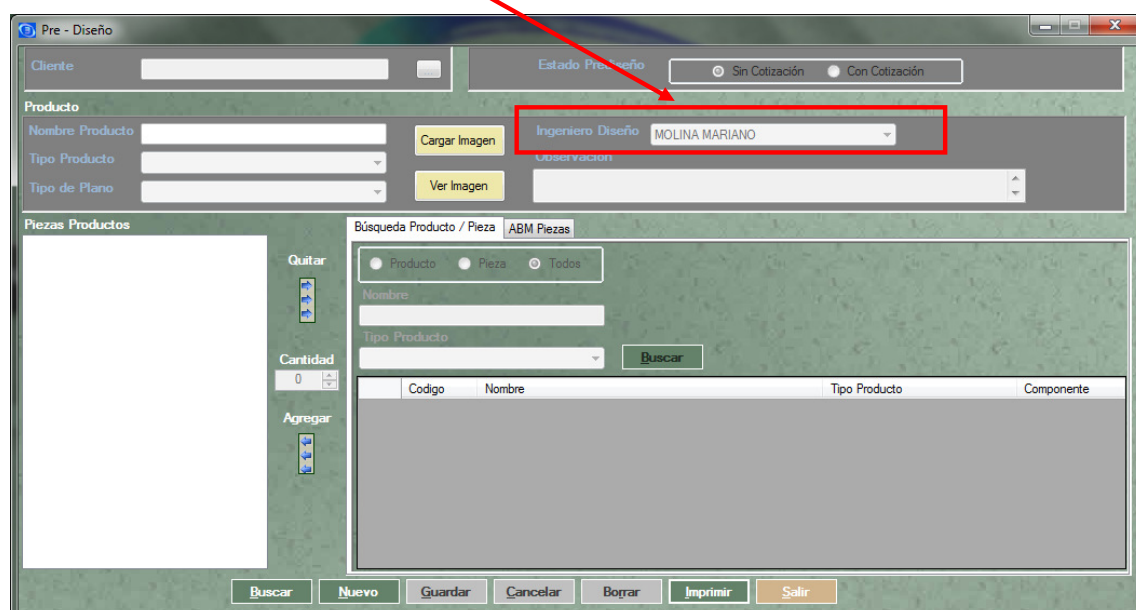 Pre - Diseño
Cliente
Estado Prediseño
Sin Cotización Con Cotización
Producto
Nombre Producto
Cargar Imagen
Ingeniero Diseño MOLINA MARIANO
Tipo Producto
Observación
Tipo de Plano
Ver Imagen
Piezas Productos
Búsqueda Producto / Pieza ABM Piezas
Quitar
Producto Pieza Todos
Nombre
Tipo Producto
Cantidad
Buscar
0
Codigo Nombre Tipo Producto Componente
Agregar
Buscar Nuevo Guardar Cancelar Borrar Imprimir Salir